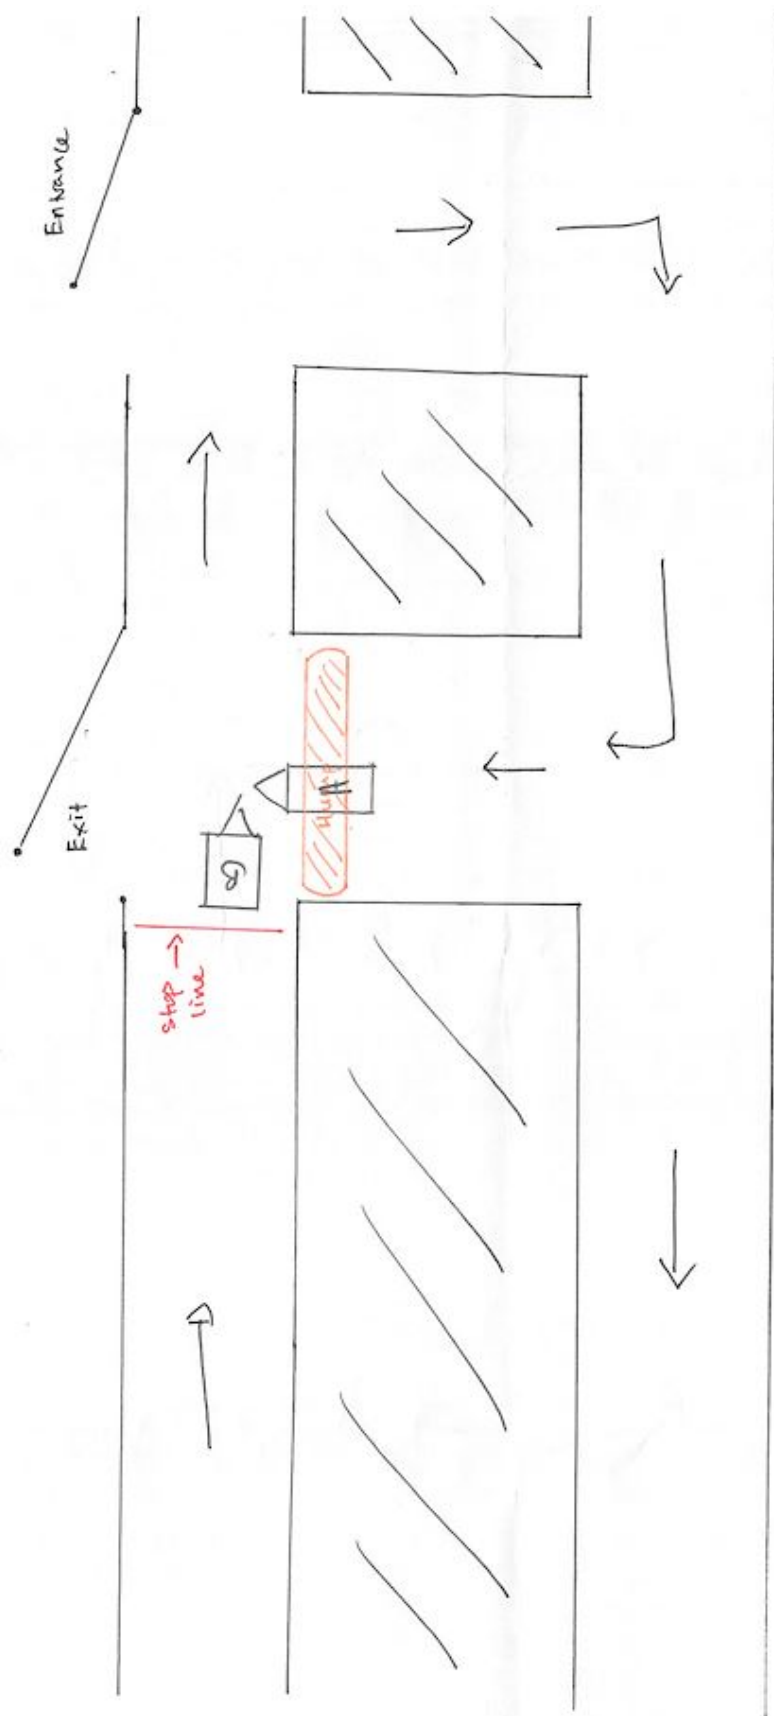 Entrance
Exit
Stop →
line
Hump
A
B